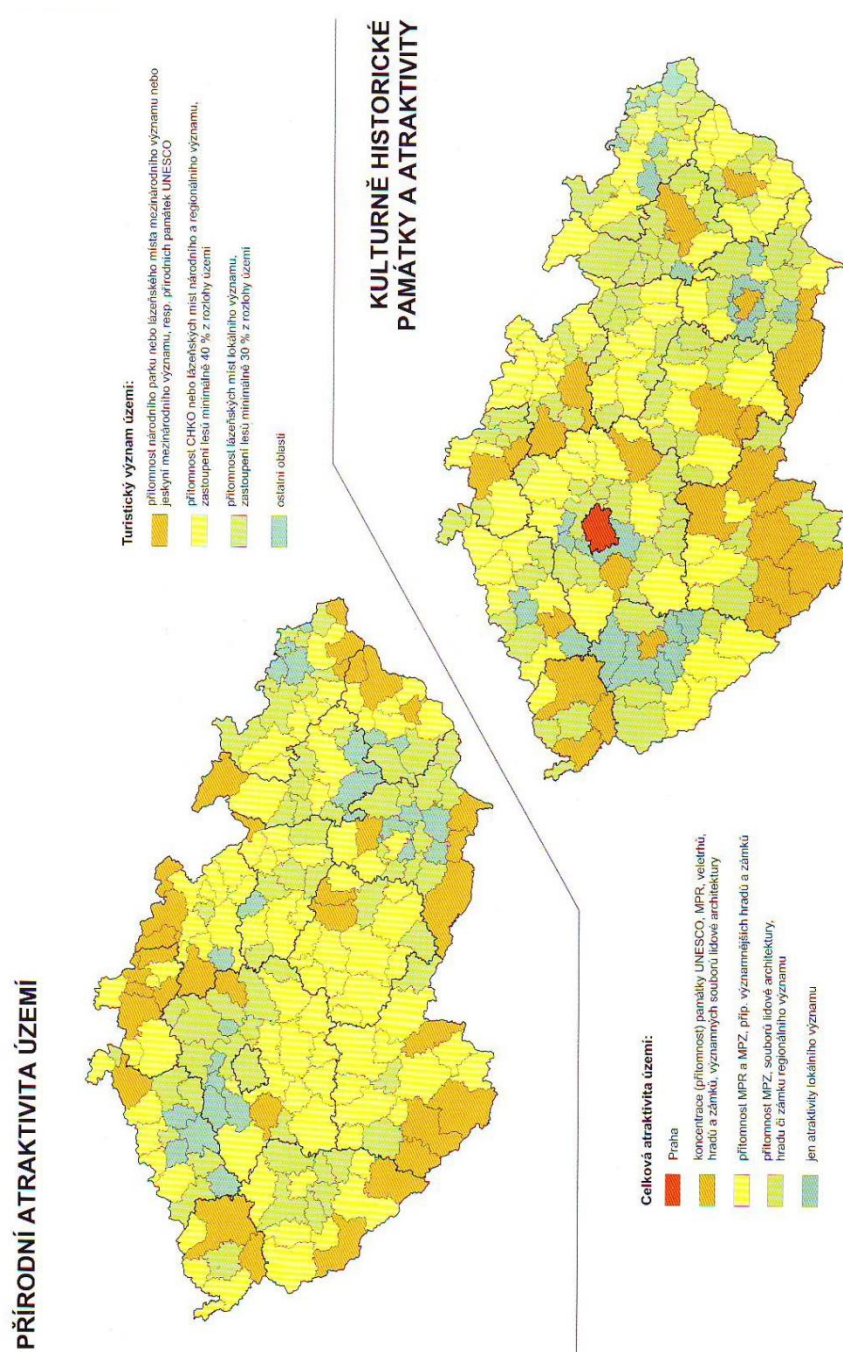 PŘÍRODNÍ ATRAKTIVITA ÚZEMÍ
Turistický význam území:
přítomnost národního parku nebo lázeňského místa mezinárodního významu nebo
jeskyní mezinárodního významu, resp. přírodních památek UNESCO
přítomnost CHKO nebo lázeňských míst národního a regionálního významu,
zastoupení lesů minimálně 40 % z rozlohy území
přítomnost lázeňských míst lokálního významu,
zastoupení lesů minimálně 30 % z rozlohy území
ostatní oblasti
KULTURNĚ HISTORICKÉ
PAMÁTKY A ATRAKTIVITY
Celková atraktivita území:
Praha
koncentrace (přítomnost) památky UNESCO, MPR, veletrhů,
hradů a zámků, významných souborů lidové architektury
přítomnost MPR a MPZ, příp. významnějších hradů a zámků
přítomnost MPZ, souborů lidové architektury,
hradu či zámku regionálního významu
jen atraktivity lokálního významu